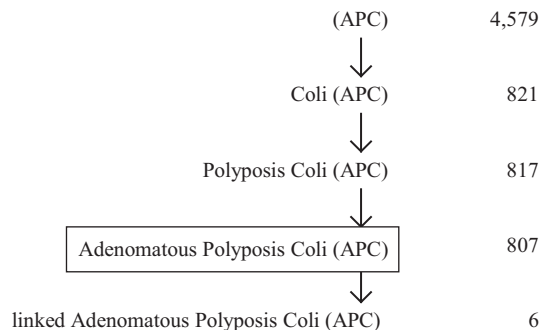 (APC) 4,579
Coli (APC) 821
Polyposis Coli (APC) 817
Adenomatous Polyposis Coli (APC) 807
linked Adenomatous Polyposis Coli (APC) 6